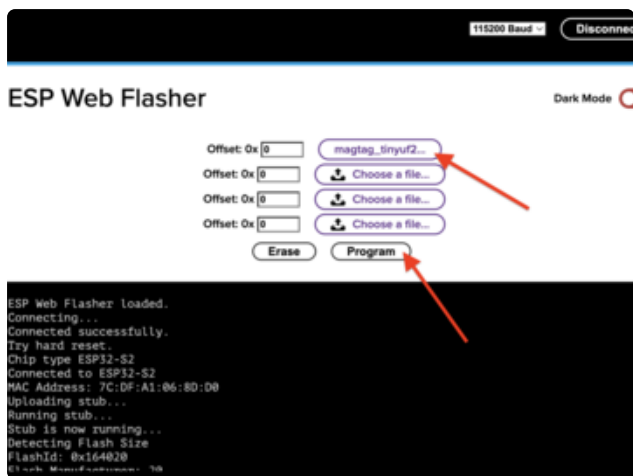 115200 Baud Disconnec
ESP Web Flasher
Dark Mode
Offset: 0x 0 magtag_tinyuf2...
Offset: 0x 0 Choose a file...
Offset: 0x 0 Choose a file...
Offset: 0x 0 Choose a file...
Erase Program
ESP Web Flasher loaded.
Connecting...
Connected successfully.
Try hard reset.
Chip type ESP32-S2
Connected to ESP32-S2
MAC Address: 7C:DF:A1:06:8D:D0
Uploading stub...
Running stub...
Stub is now running...
Detecting Flash Size
FlashId: 0x164020
Flash Manufacturer: 20